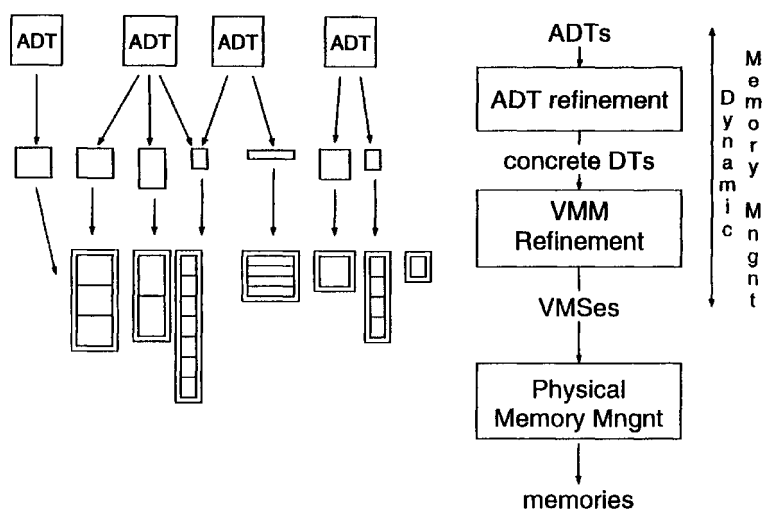 ADT
ADT
ADT
ADT
ADTs
ADT refinement
concrete DTs
VMM
Refinement
VMSes
Physical
Memory Mngnt
memories
Dynamic
Memory Mngnt